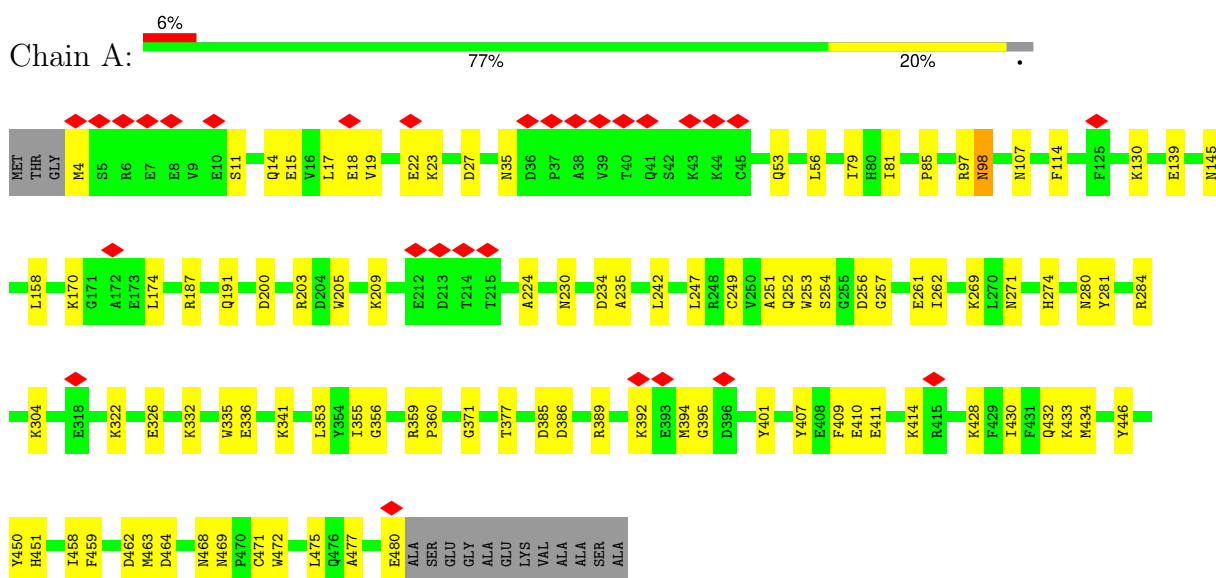 6%
Chain A:
77% 20% •
MET THR GLY M4 S5 R6 E7 E8 V9 E10 S11 Q14 E15 V16 L17 E18 V19 E22 K23 D27 N35 D36 P37 A38 V39 T40 Q41 S42 K43 K44 C45 Q53 L56 I79 H80 I81 P85 R97 N98 N107 F114 F125 K130 E139 N145
L158 K170 G171 A172 E173 L174 R187 Q191 D200 R203 D204 W205 K209 E212 D213 T214 T215 A224 N230 D234 A235 L242 L247 R248 C249 V250 A251 Q252 W253 S254 G255 D256 G257 E261 I262 K269 L270 N271 H274 N280 Y281 R284
K304 E318 K322 E326 K332 W335 E336 K341 L353 Y354 I355 G356 R359 P360 G371 T377 D385 D386 R389 K392 E393 M394 G395 D396 Y401 Y407 E408 F409 E410 E411 K414 R415 K428 F429 I430 F431 Q432 K433 M434 Y446
Y450 H451 I458 F459 D462 M463 D464 N468 N469 P470 C471 W472 L475 Q476 A477 E480 ALA SER GLU GLY ALA GLU LYS VAL ALA ALA SER ALA